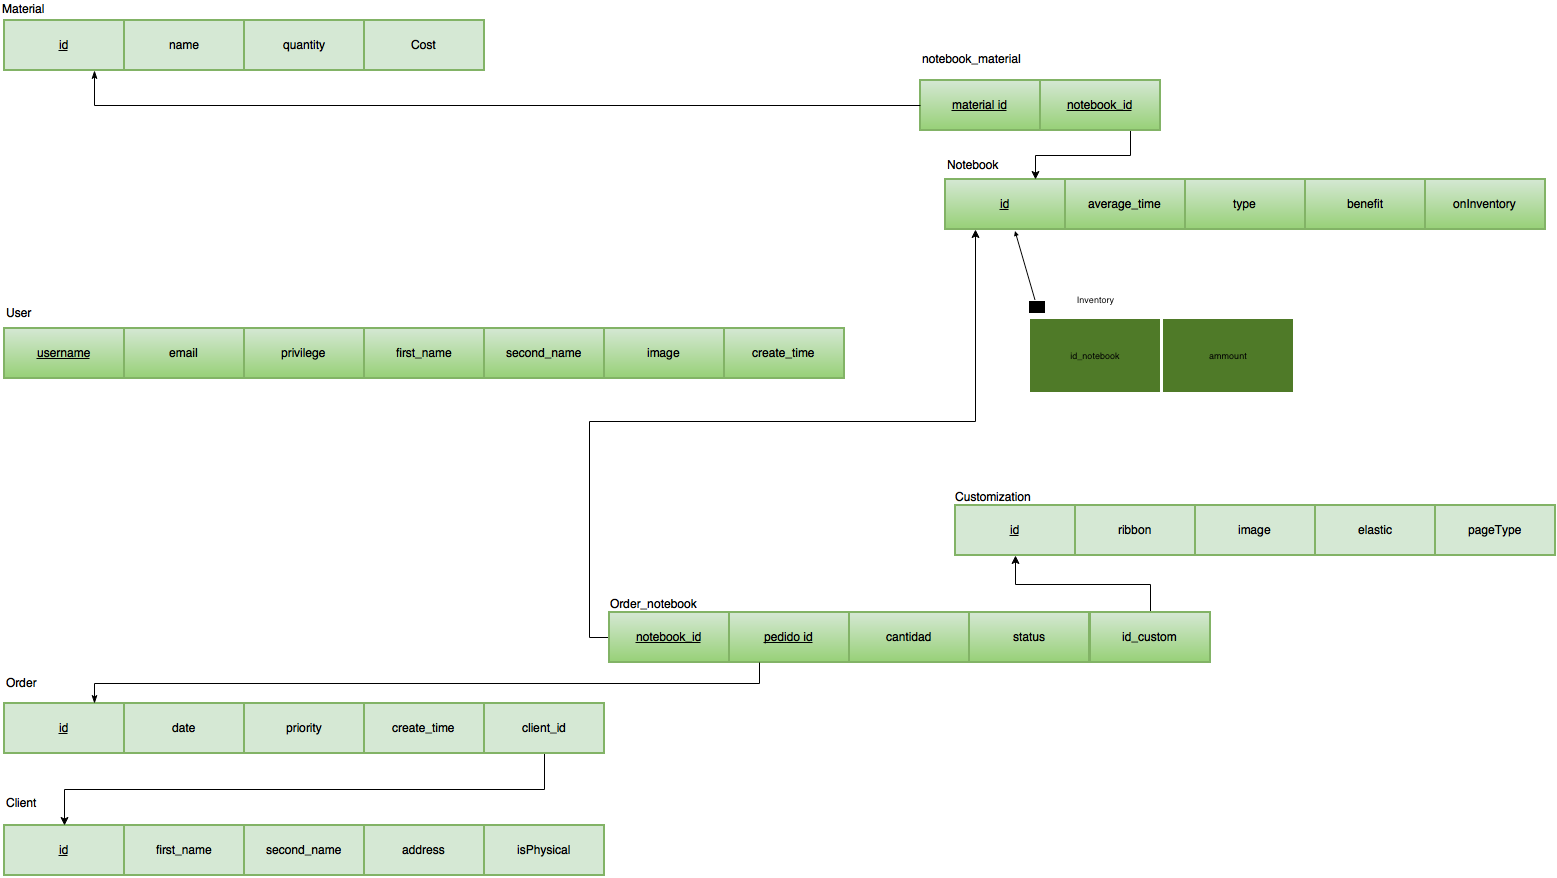 Material
id name quantity Cost
notebook_material
material id notebook_id
Notebook
id average_time type benefit onInventory
Inventory
id_notebook ammount
User
username email privilege first_name second_name image create_time
Customization
id ribbon image elastic pageType
Order_notebook
notebook_id pedido id cantidad status id_custom
Order
id date priority create_time client_id
Client
id first_name second_name address isPhysical